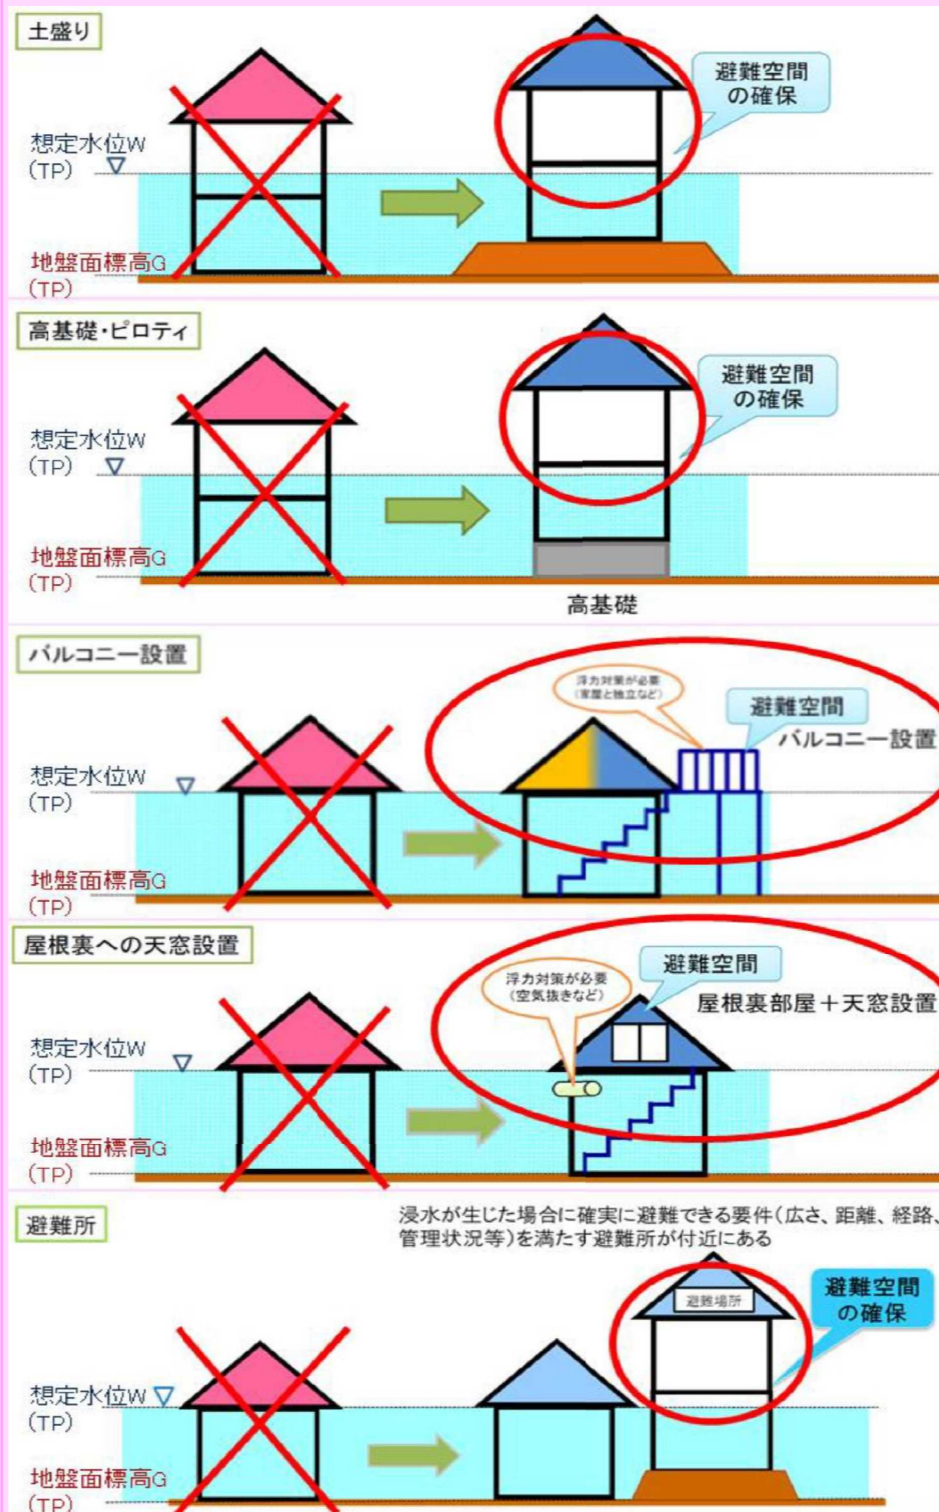 土盛り
避難空間
の確保
想定水位W
(TP)
地盤面標高G
(TP)
高基礎・ピロティ
避難空間
の確保
想定水位W
(TP)
地盤面標高G
(TP)
高基礎
バルコニー設置
浮力対策が必要
(家屋と独立など)
避難空間
バルコニー設置
想定水位W
(TP)
地盤面標高G
(TP)
屋根裏への天窓設置
浮力対策が必要
(空気抜きなど)
避難空間
屋根裏部屋+天窓設置
想定水位W
(TP)
地盤面標高G
(TP)
避難所
浸水が生じた場合に確実に避難できる要件(広さ、距離、経路、
管理状況等)を満たす避難所が付近にある
避難場所
避難空間
の確保
想定水位W
(TP)
地盤面標高G
(TP)